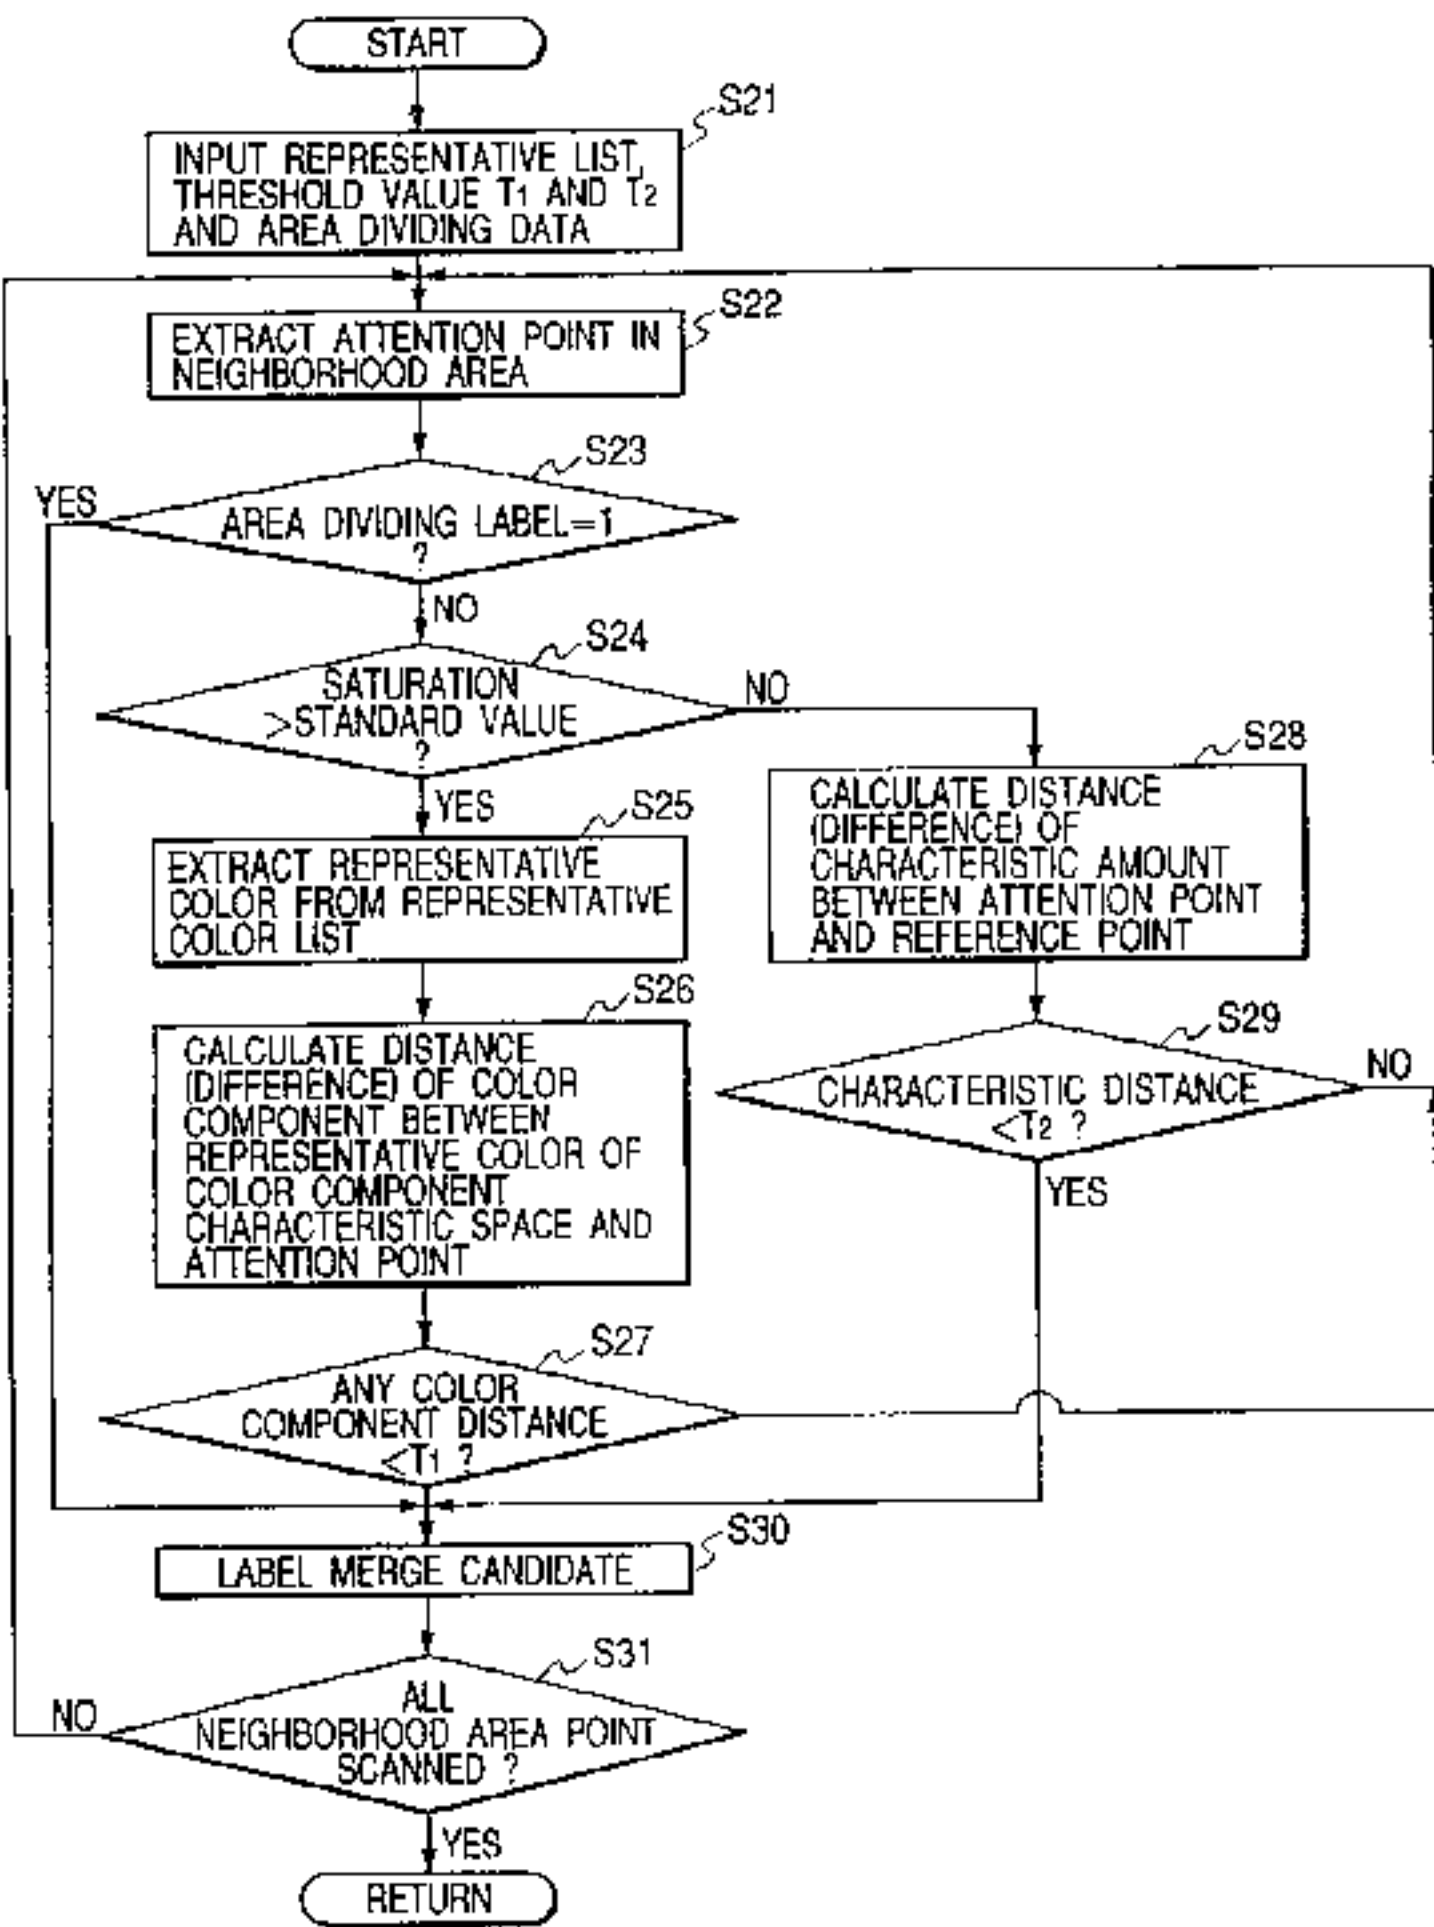 START
S21
INPUT REPRESENTATIVE LIST,
THRESHOLD VALUE T1 AND T2
AND AREA DIVIDING DATA
S22
EXTRACT ATTENTION POINT IN
NEIGHBORHOOD AREA
S23
YES
AREA DIVIDING LABEL=1
?
NO
S24
SATURATION
>STANDARD VALUE
?
NO
YES
S25
EXTRACT REPRESENTATIVE
COLOR FROM REPRESENTATIVE
COLOR LIST
S28
CALCULATE DISTANCE
(DIFFERENCE) OF
CHARACTERISTIC AMOUNT
BETWEEN ATTENTION POINT
AND REFERENCE POINT
S26
CALCULATE DISTANCE
(DIFFERENCE) OF COLOR
COMPONENT BETWEEN
REPRESENTATIVE COLOR OF
COLOR COMPONENT
CHARACTERISTIC SPACE AND
ATTENTION POINT
S29
CHARACTERISTIC DISTANCE
<T2 ?
NO
YES
S27
ANY COLOR
COMPONENT DISTANCE
<T1 ?
S30
LABEL MERGE CANDIDATE
S31
ALL
NEIGHBORHOOD AREA POINT
SCANNED ?
NO
YES
RETURN